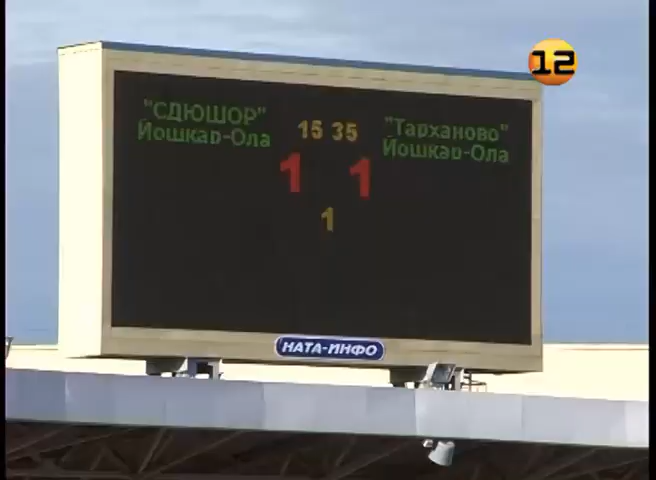 12
"СДЮШОР"
Йошкар-Ола
15 35
"Тарханово"
Йошкар-Ола
1 1
1
НАТА-ИНФО